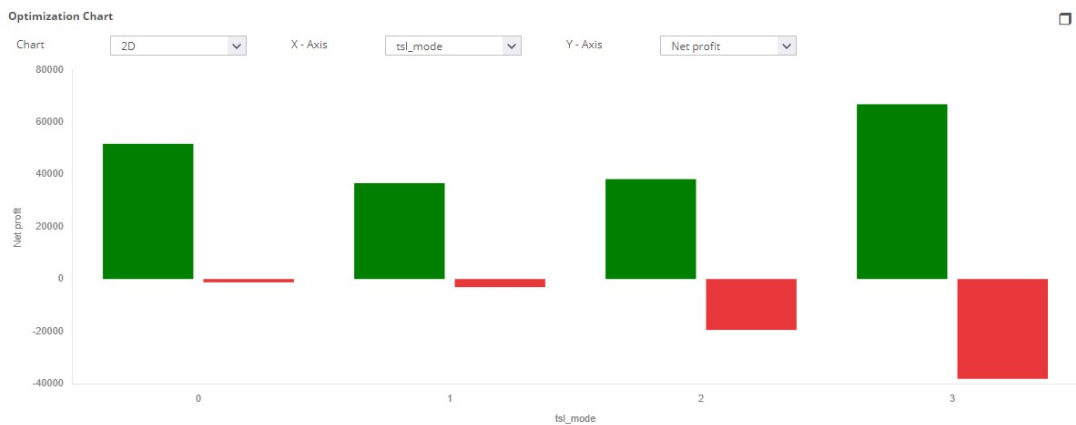 Optimization Chart
Chart 2D X - Axis tsl_mode Y - Axis Net profit
80000
60000
40000
20000
0
-20000
-40000
Net profit
0 1 2 3
tsl_mode